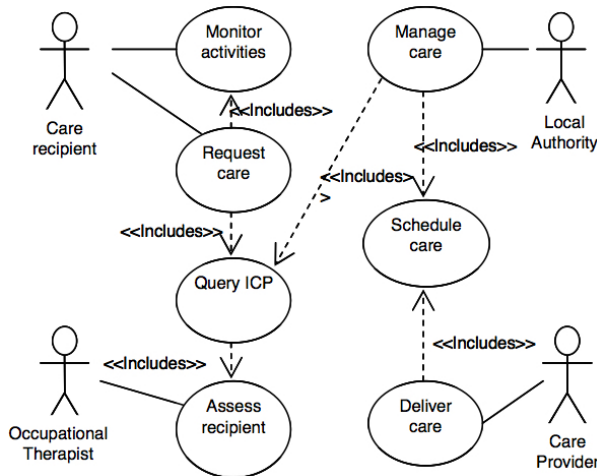 Monitor
activities
Manage
care
<<Includes>>
Care
recipient
Request
care
Local
Authority
<<Includes>>
<<Includes>
>
<<Includes>>
Schedule
care
Query ICP
<<Includes>>
<<Includes>>
Assess
recipient
Deliver
care
Occupational
Therapist
Care
Provider